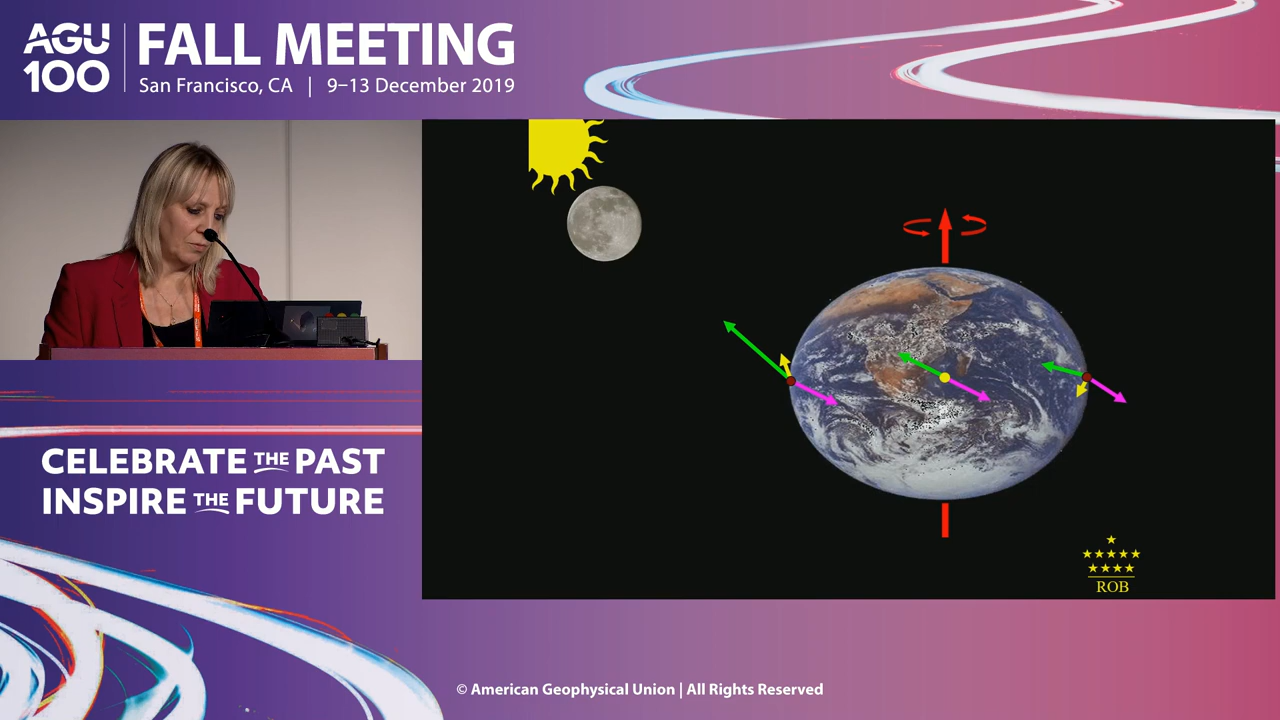 AGU
100
FALL MEETING
San Francisco, CA | 9–13 December 2019
CELEBRATE THE PAST
INSPIRE THE FUTURE
ROB
© American Geophysical Union | All Rights Reserved